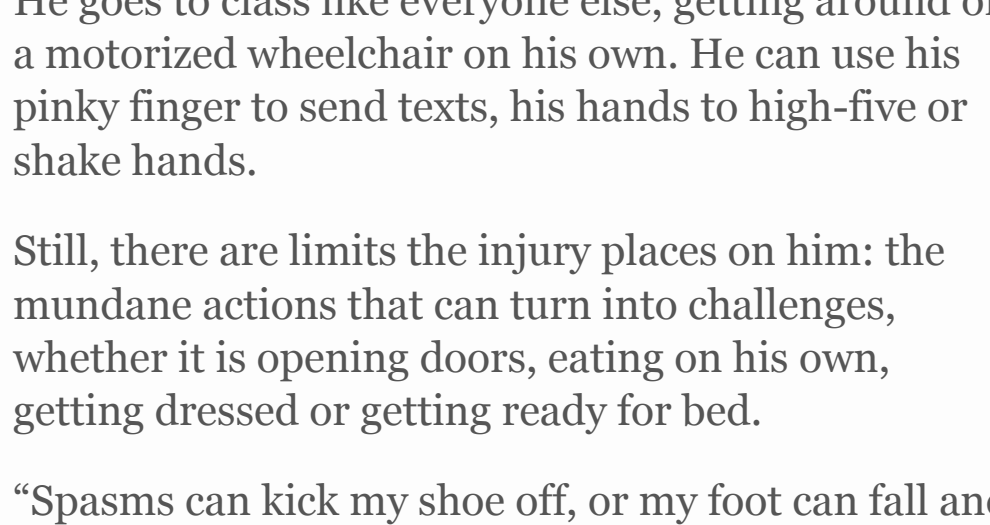 He goes to class like everyone else, getting around on
a motorized wheelchair on his own. He can use his
pinky finger to send texts, his hands to high-five or
shake hands.
Still, there are limits the injury places on him: the
mundane actions that can turn into challenges,
whether it is opening doors, eating on his own,
getting dressed or getting ready for bed.
“Spasms can kick my shoe off, or my foot can fall and